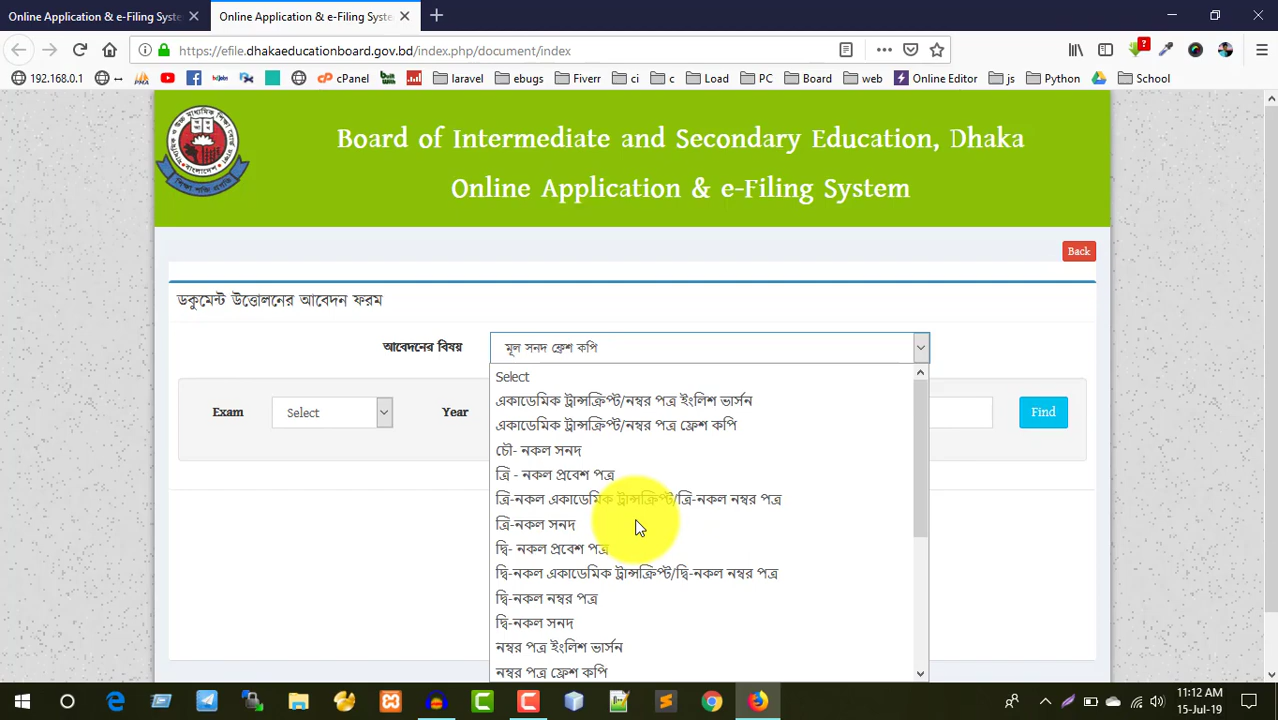 Online Application & e-Filing Syste
Online Application & e-Filing Syste
https://efile.dhakaeducationboard.gov.bd/index.php/document/index
192.168.0.1
cPanel
laravel
ebugs
Fiverr
ci
c
Load
PC
Board
web
Online Editor
js
Python
School
Board of Intermediate and Secondary Education, Dhaka
Online Application & e-Filing System
Back
ডকুমেন্ট উত্তোলনের আবেদন ফরম
আবেদনের বিষয়
মূল সনদ ফ্রেশ কপি
Exam
Select
Year
Find
Select
একাডেমিক ট্রান্সক্রিপ্ট/নম্বর পত্র ইংলিশ ভার্সন
একাডেমিক ট্রান্সক্রিপ্ট/নম্বর পত্র ফ্রেশ কপি
চৌ- নকল সনদ
ত্রি - নকল প্রবেশ পত্র
ত্রি-নকল একাডেমিক ট্রান্সক্রিপ্ট/ত্রি-নকল নম্বর পত্র
ত্রি-নকল সনদ
দ্বি- নকল প্রবেশ পত্র
দ্বি-নকল একাডেমিক ট্রান্সক্রিপ্ট/দ্বি-নকল নম্বর পত্র
দ্বি-নকল নম্বর পত্র
দ্বি-নকল সনদ
নম্বর পত্র ইংলিশ ভার্সন
নম্বর পত্র ফ্রেশ কপি
11:12 AM
15-Jul-19